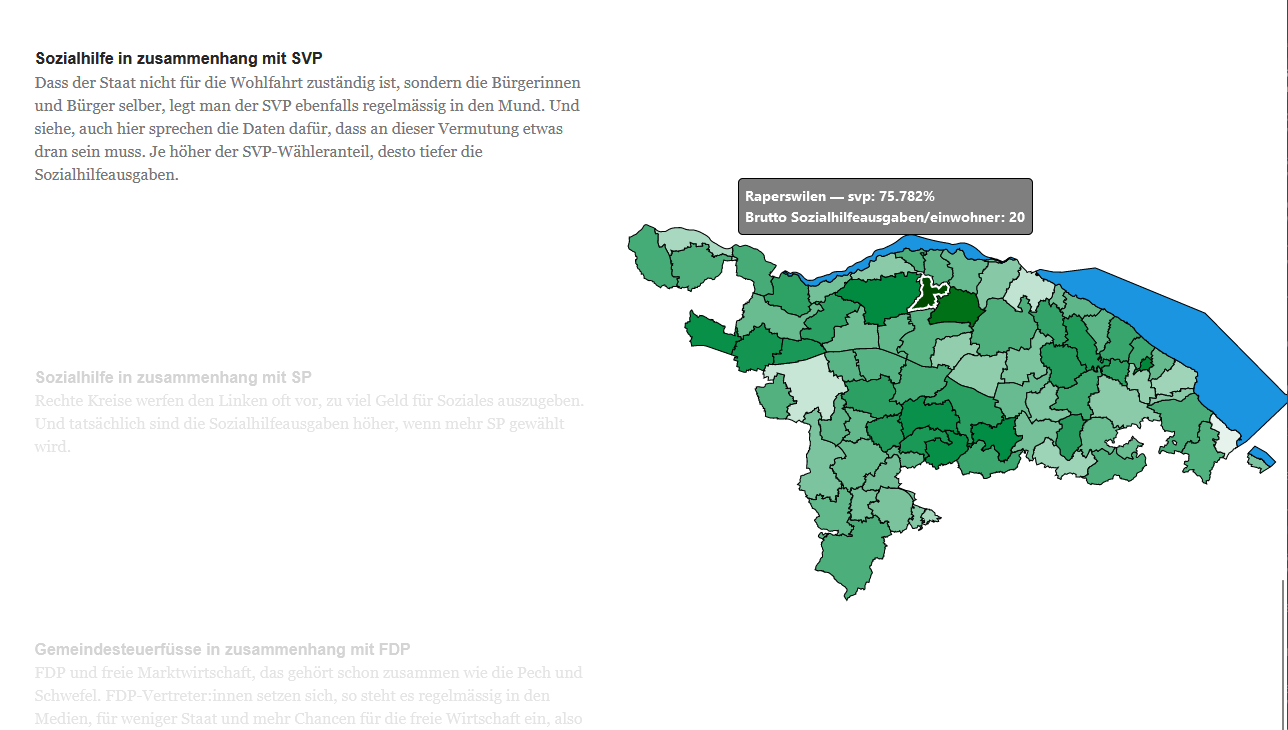 Sozialhilfe in zusammenhang mit SVP
Dass der Staat nicht für die Wohlfahrt zuständig ist, sondern die Bürgerinnen
und Bürger selber, legt man der SVP ebenfalls regelmässig in den Mund. Und
siehe, auch hier sprechen die Daten dafür, dass an dieser Vermutung etwas
dran sein muss. Je höher der SVP-Wähleranteil, desto tiefer die
Sozialhilfeausgaben.
Raperswilen — svp: 75.782%
Brutto Sozialhilfeausgaben/einwohner: 20
Sozialhilfe in zusammenhang mit SP
Rechte Kreise werfen den Linken oft vor, zu viel Geld für Soziales auszugeben.
Und tatsächlich sind die Sozialhilfeausgaben höher, wenn mehr SP gewählt
wird.
Gemeindesteuerfüsse in zusammenhang mit FDP
FDP und freie Marktwirtschaft, das gehört schon zusammen wie die Pech und
Schwefel. FDP-Vertreter:innen setzen sich, so steht es regelmässig in den
Medien, für weniger Staat und mehr Chancen für die freie Wirtschaft ein, also